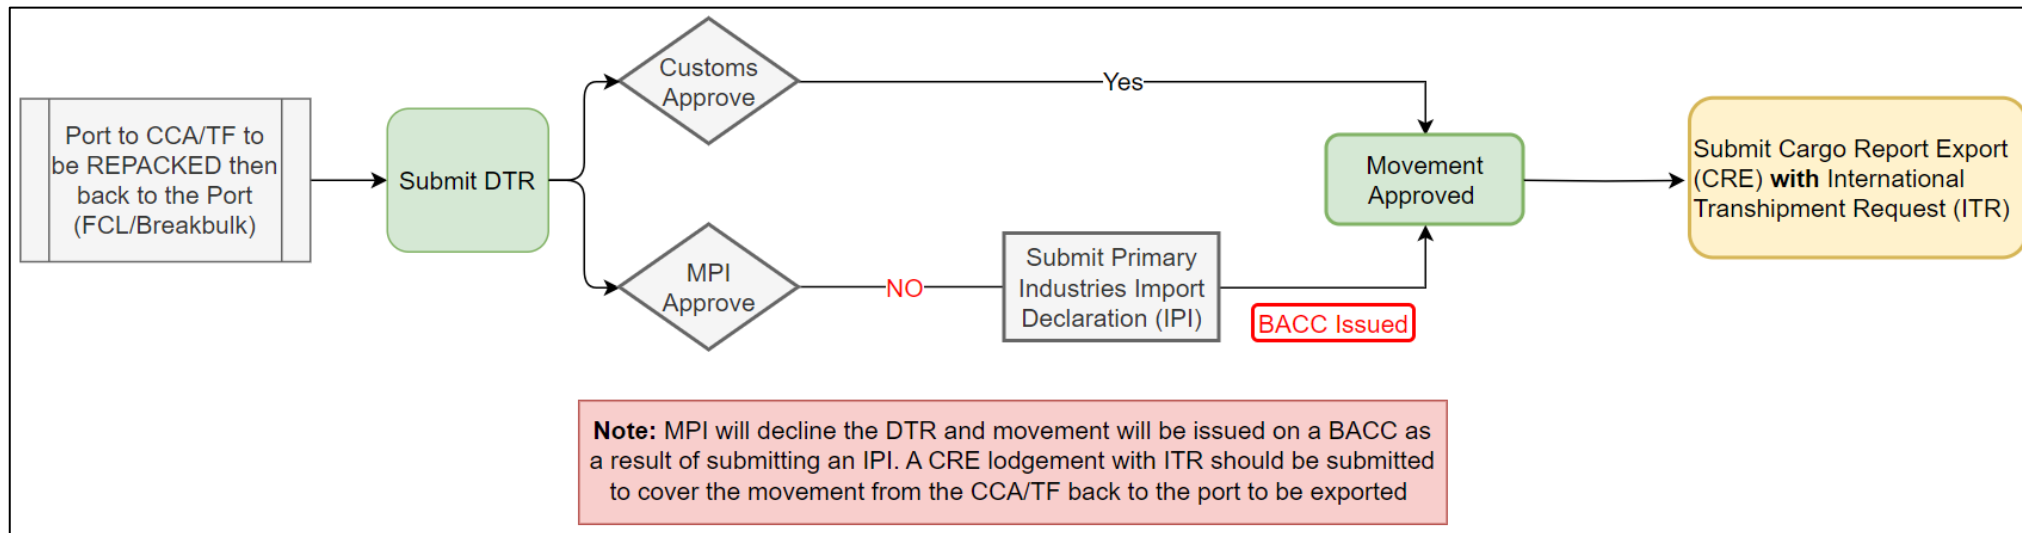 Port to CCA/TF to
be REPACKED then
back to the Port
(FCL/Breakbulk)
Submit DTR
Customs
Approve
Yes
MPI
Approve
NO
Submit Primary
Industries Import
Declaration (IPI)
BACC Issued
Movement
Approved
Submit Cargo Report Export
(CRE) with International
Transhipment Request (ITR)
Note: MPI will decline the DTR and movement will be issued on a BACC as
a result of submitting an IPI. A CRE lodgement with ITR should be submitted
to cover the movement from the CCA/TF back to the port to be exported